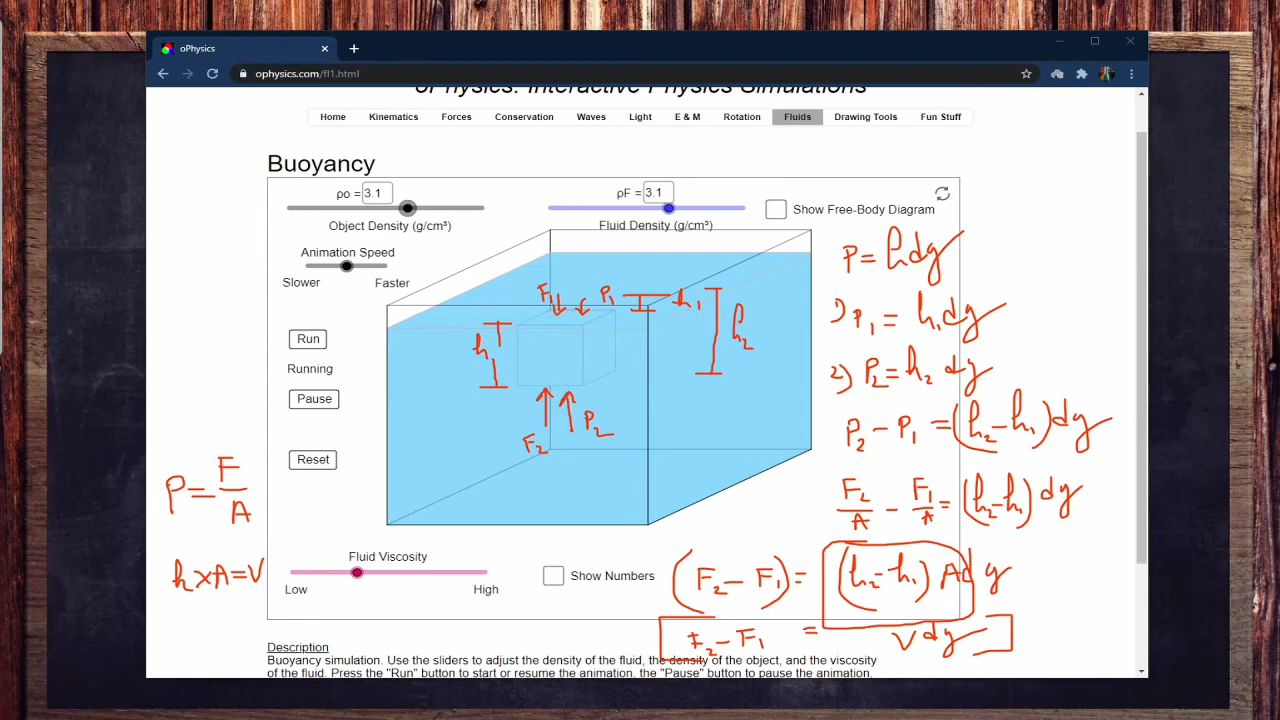 oPhysics
ophysics.com/fl1.html
oPhysics: Interactive Physics Simulations
Home Kinematics Forces Conservation Waves Light E & M Rotation Fluids Drawing Tools Fun Stuff
Buoyancy
ρo = 3.1
ρF = 3.1
Object Density (g/cm³)
Fluid Density (g/cm³)
Show Free-Body Diagram
Animation Speed
Slower Faster
Run
Running
Pause
Reset
Fluid Viscosity
Low High
Show Numbers
F₁ P₁ h₁
h₂
h
F₂ P₂
P = F/A
h×A=V
P = hdg
1) P₁ = h₁dg
2) P₂ = h₂ dg
P₂ − P₁ = (h₂−h₁)dg
F₂/A − F₁/A = (h₂−h₁)dg
(F₂ − F₁) = (h₂−h₁) Adg
F₂ − F₁ = Vdg
Description
Buoyancy simulation. Use the sliders to adjust the density of the fluid, the density of the object, and the viscosity
of the fluid. Press the "Run" button to start or resume the animation, the "Pause" button to pause the animation,